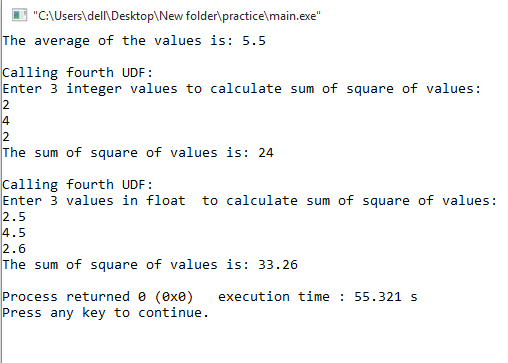 "C:\Users\dell\Desktop\New folder\practice\main.exe"
The average of the values is: 5.5
Calling fourth UDF:
Enter 3 integer values to calculate sum of square of values:
2
4
2
The sum of square of values is: 24
Calling fourth UDF:
Enter 3 values in float  to calculate sum of square of values:
2.5
4.5
2.6
The sum of square of values is: 33.26
Process returned 0 (0x0)   execution time : 55.321 s
Press any key to continue.